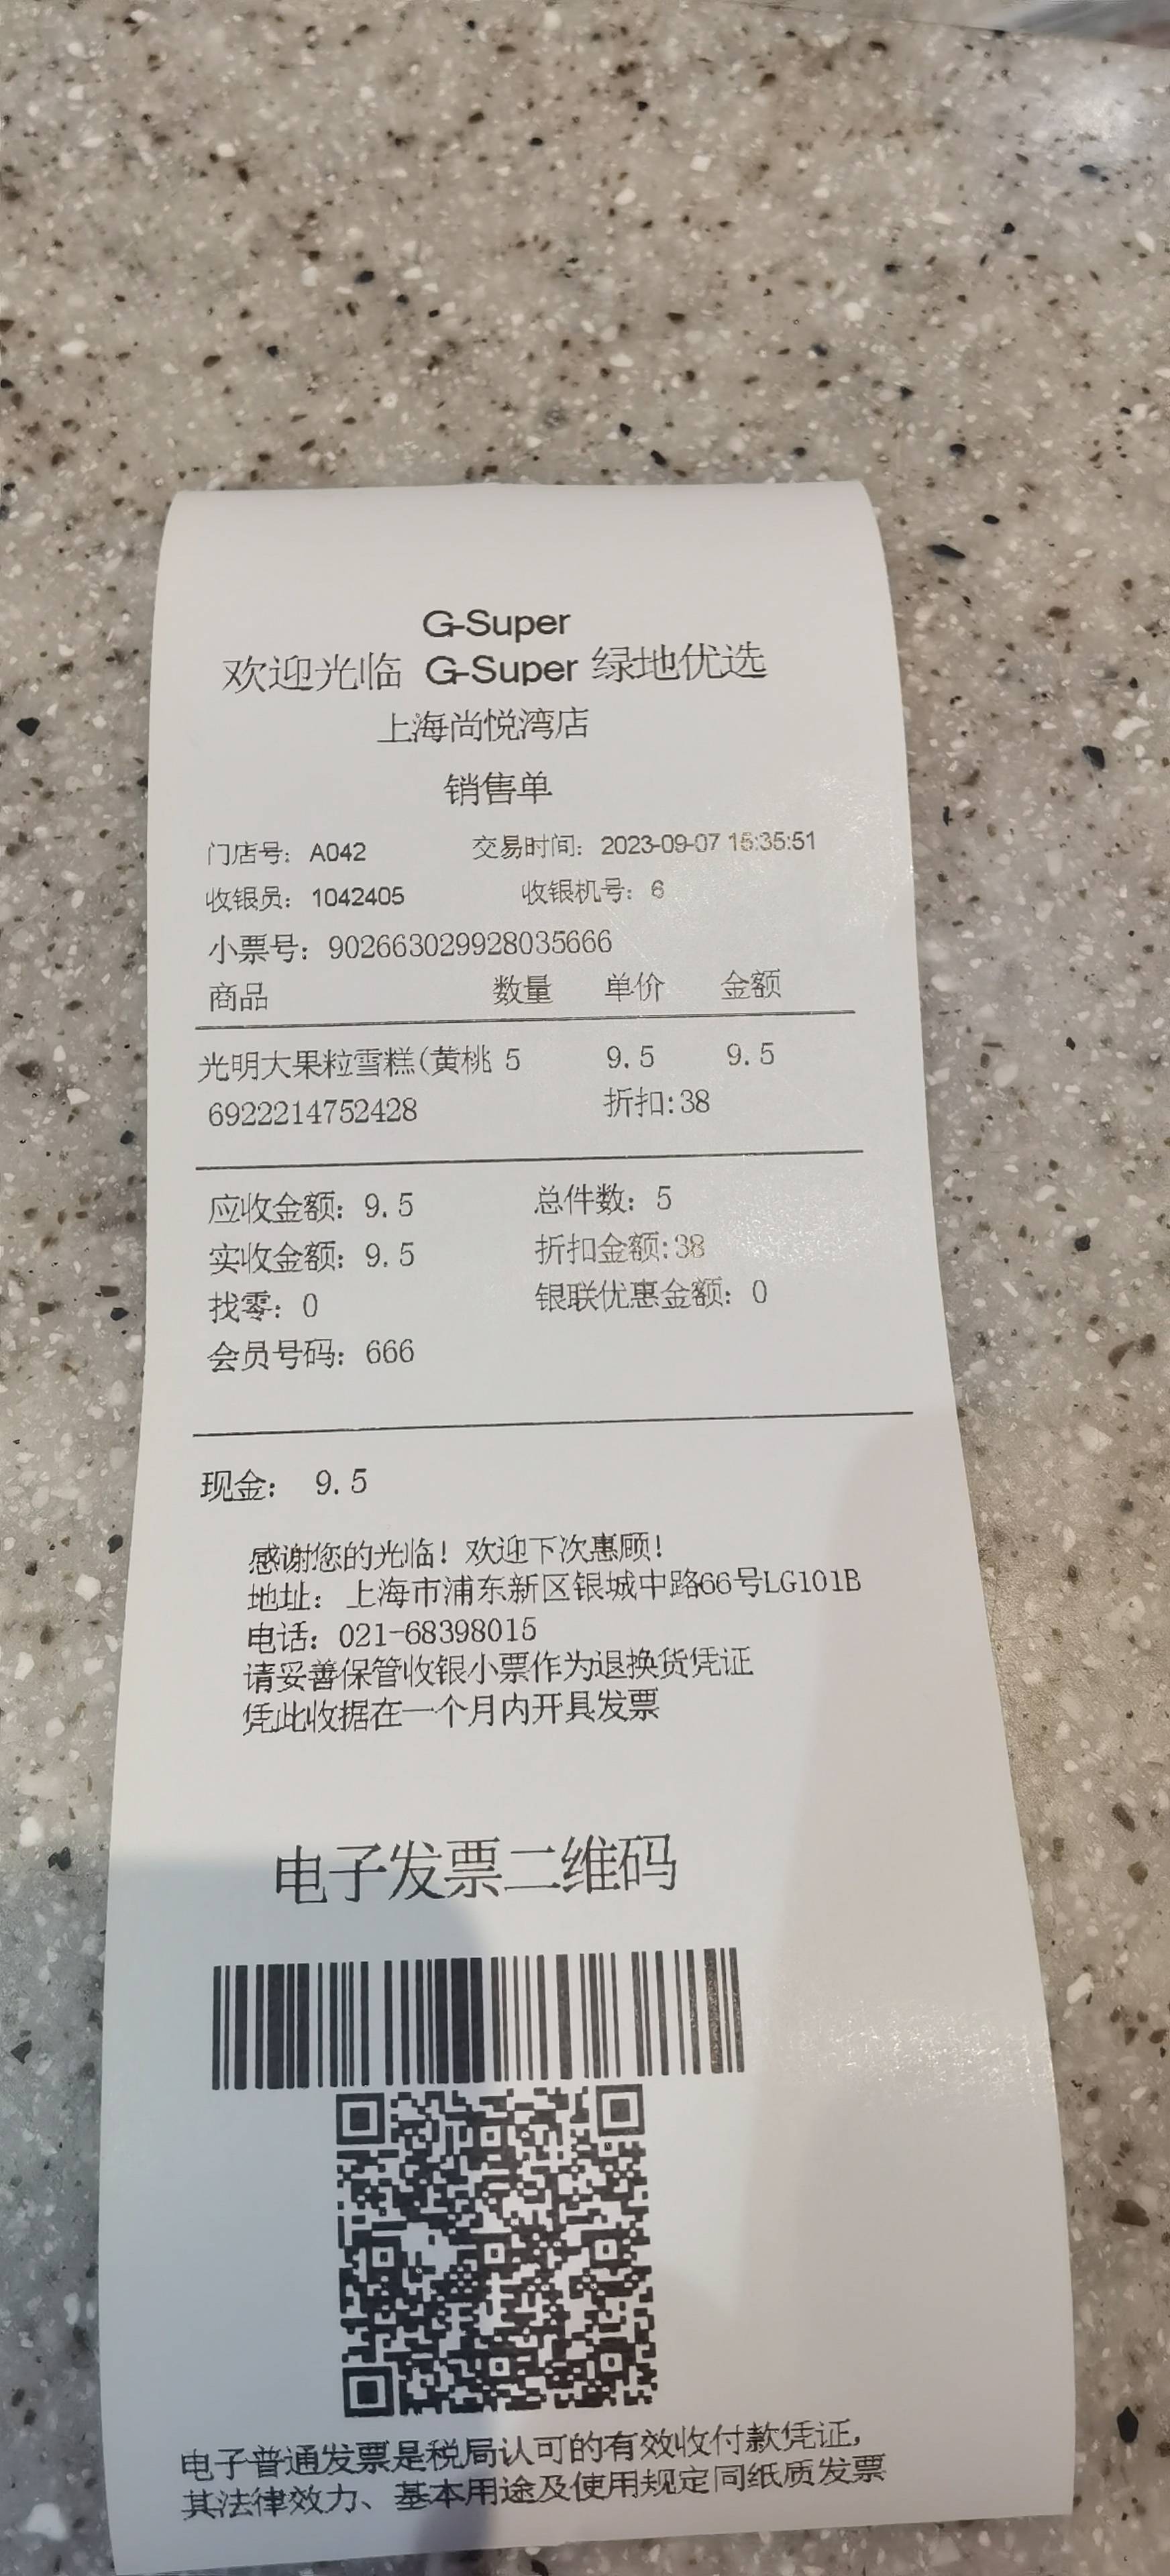 G-Super
欢迎光临 G-Super 绿地优选
上海尚悦湾店
销售单
门店号： A042 交易时间： 2023-09-07 15:35:51
收银员： 1042405 收银机号： 6
小票号： 902663029928035666
商品 数量 单价 金额
光明大果粒雪糕(黄桃 5 9.5 9.5
6922214752428 折扣:38
应收金额： 9.5 总件数： 5
实收金额： 9.5 折扣金额:38
找零： 0 银联优惠金额： 0
会员号码： 666
现金： 9.5
感谢您的光临！欢迎下次惠顾！
地址： 上海市浦东新区银城中路66号LG101B
电话： 021-68398015
请妥善保管收银小票作为退换货凭证
凭此收据在一个月内开具发票
电子发票二维码
电子普通发票是税局认可的有效收付款凭证,
其法律效力、基本用途及使用规定同纸质发票